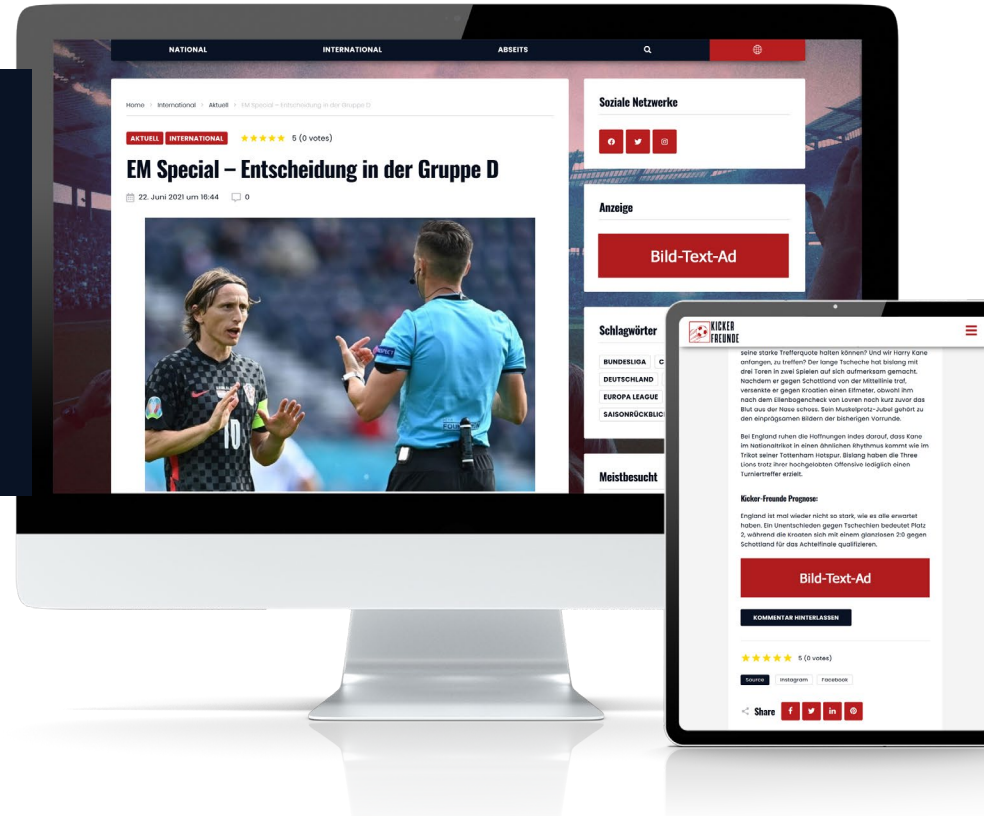 NATIONAL
INTERNATIONAL
ABSEITS
Home > International > Aktuell > EM Special – Entscheidung in der Gruppe D
AKTUELL
INTERNATIONAL
5 (0 votes)
EM Special – Entscheidung in der Gruppe D
22. Juni 2021 um 16:44
0
RESPECT
10
Soziale Netzwerke
Anzeige
Bild-Text-Ad
Schlagwörter
BUNDESLIGA
C
DEUTSCHLAND
EUROPA LEAGUE
SAISONRÜCKBLIC
Meistbesucht
KICKER
FREUNDE
seine starke Trefferquote halten können? Und wir Harry Kane
anfangen, zu treffen? Der lange Tscheche hat bislang mit
drei Toren in zwei Spielen auf sich aufmerksam gemacht.
Nachdem er gegen Schottland von der Mittellinie traf,
versenkte er gegen Kroatien einen Elfmeter, obwohl ihm
nach dem Ellenbogencheck von Lovren noch kurz zuvor das
Blut aus der Nase schoss. Sein Muskelprotz-Jubel gehört zu
den einprägsamen Bildern der bisherigen Vorrunde.
Bei England ruhen die Hoffnungen indes darauf, dass Kane
im Nationaltrikot in einen ähnlichen Rhythmus kommt wie im
Trikot seiner Tottenham Hotspur. Bislang haben die Three
Lions trotz ihrer hochgelobten Offensive lediglich einen
Turniertreffer erzielt.
Kicker-Freunde Prognose:
England ist mal wieder nicht so stark, wie es alle erwartet
haben. Ein Unentschieden gegen Tschechien bedeutet Platz
2, während die Kroaten sich mit einem glanzlosen 2:0 gegen
Schottland für das Achtelfinale qualifizieren.
Bild-Text-Ad
KOMMENTAR HINTERLASSEN
5 (0 votes)
Source
Instagram
Facebook
Share